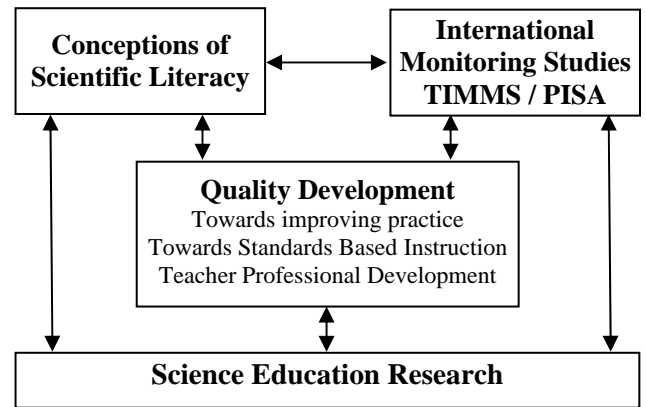 Conceptions of
Scientific Literacy
International
Monitoring Studies
TIMMS / PISA
Quality Development
Towards improving practice
Towards Standards Based Instruction
Teacher Professional Development
Science Education Research